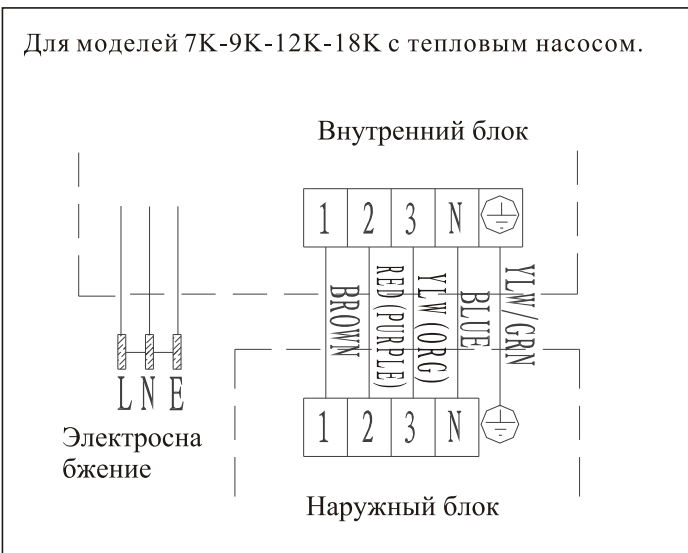 Для моделей 7K-9K-12K-18K с тепловым насосом.
Внутренний блок
1 2 3 N
BROWN
RED (PURPLE)
YLW (ORG)
BLUE
YLW/GRN
L N E
Электросна
бжение
1 2 3 N
Наружный блок